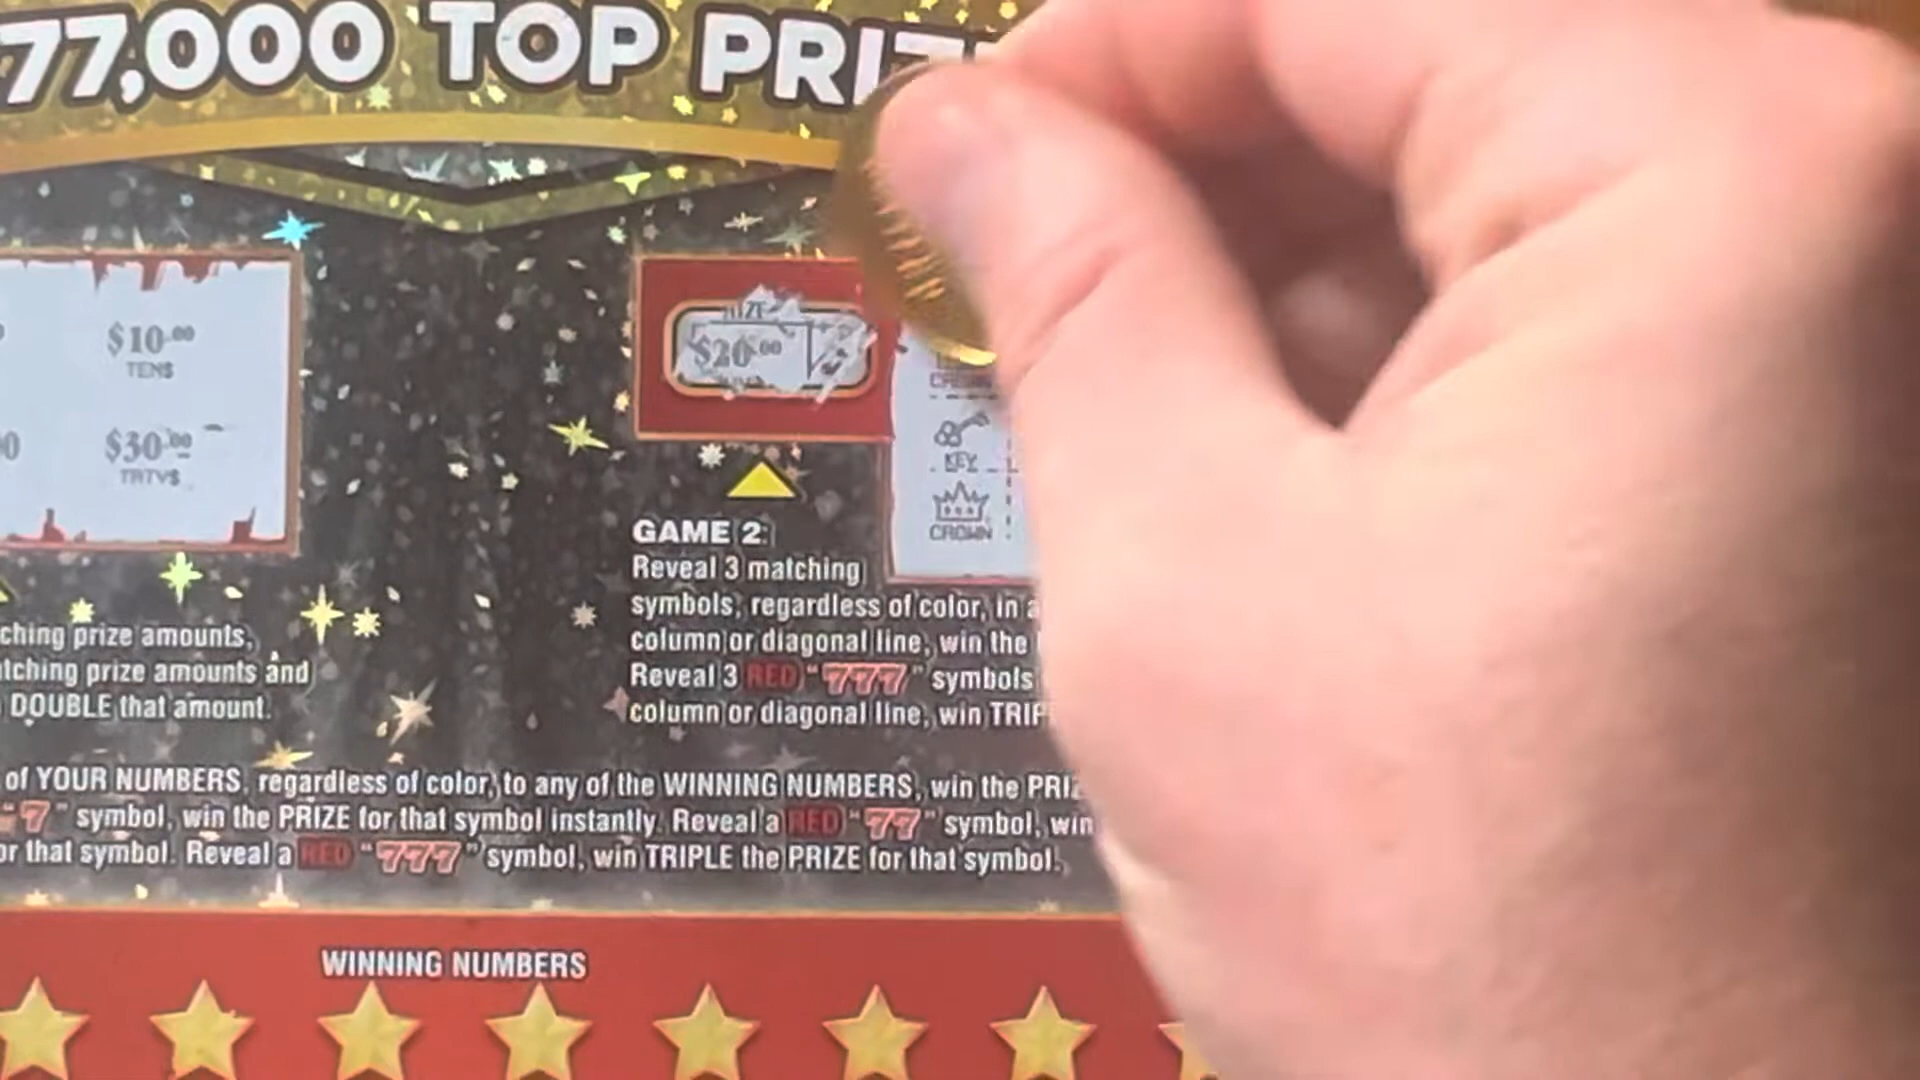 77,000 TOP PRIZ
$10.00
TEN$
$30.00
TRTY$
$20.00
KEY
CROWN
GAME 2:
Reveal 3 matching
symbols, regardless of color, in a
column or diagonal line, win the
Reveal 3 RED "777" symbols
column or diagonal line, win TRIP
ching prize amounts,
tching prize amounts and
DOUBLE that amount.
of YOUR NUMBERS, regardless of color, to any of the WINNING NUMBERS, win the PRIZ
"7" symbol, win the PRIZE for that symbol instantly. Reveal a RED "77" symbol, win
or that symbol. Reveal a RED "777" symbol, win TRIPLE the PRIZE for that symbol.
WINNING NUMBERS